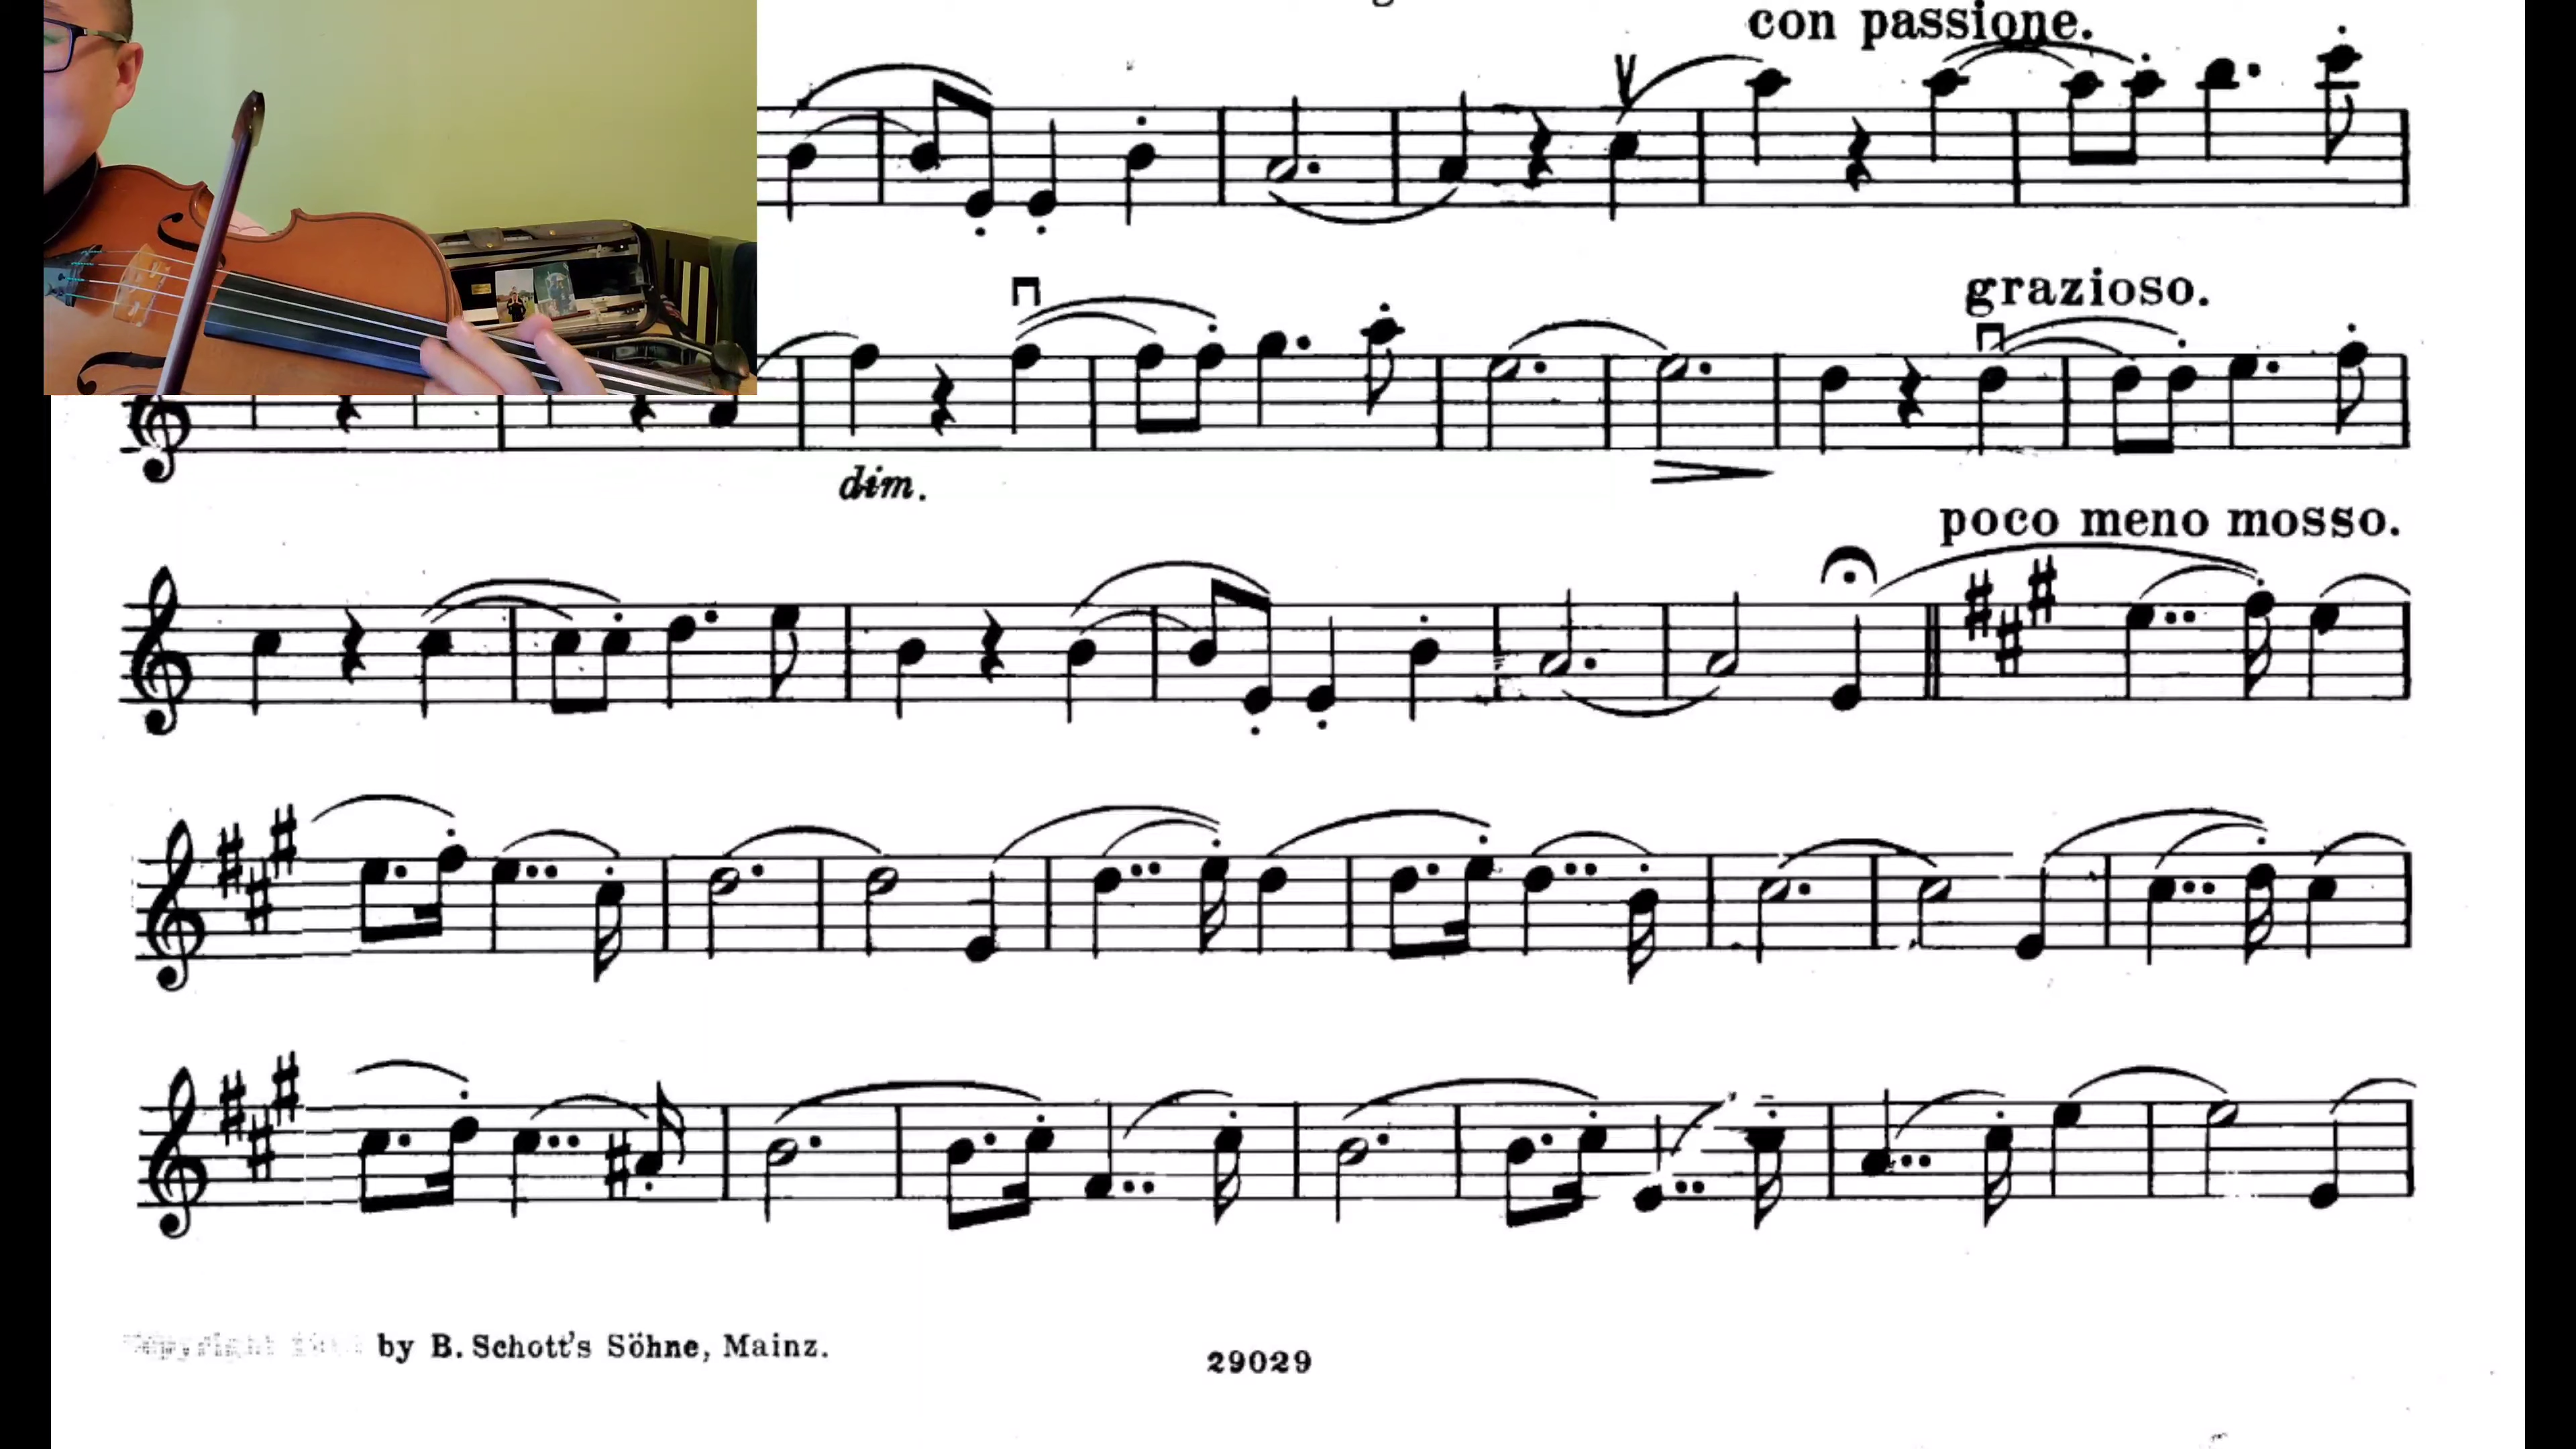 con passione.
grazioso.
dim.
poco meno mosso.
by B. Schott's Söhne, Mainz.
29029